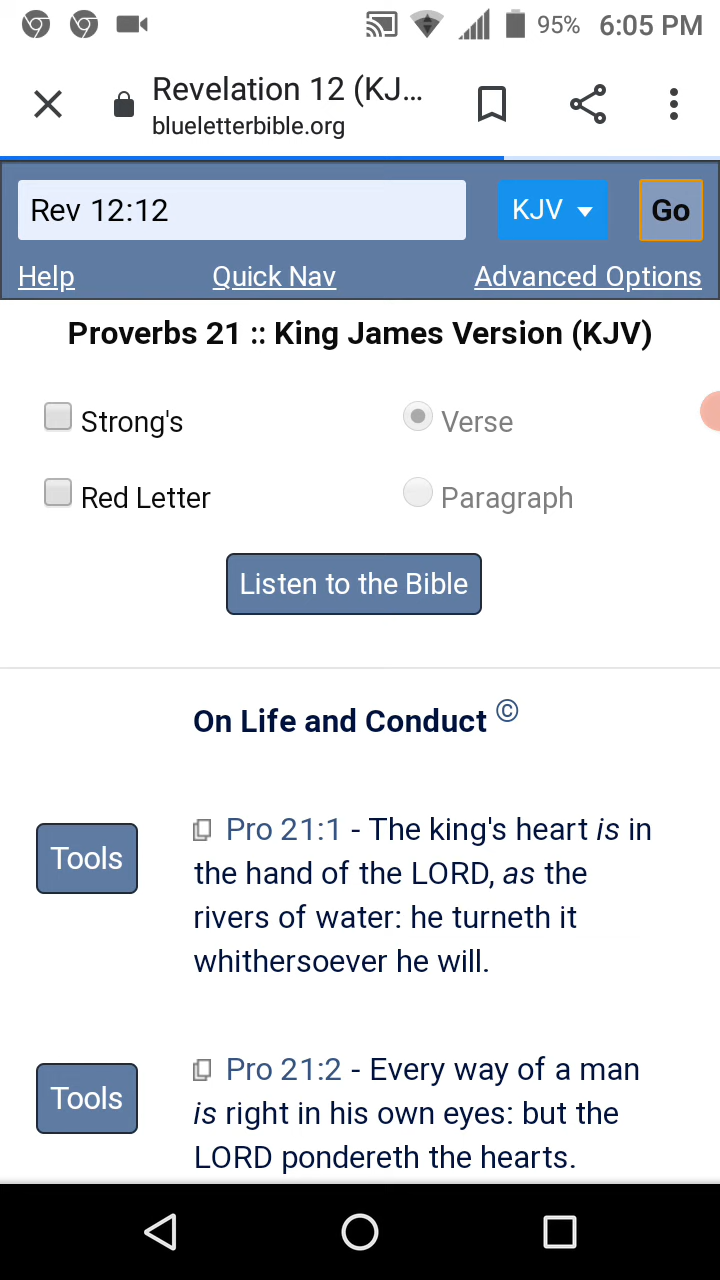 95% 6:05 PM
Revelation 12 (KJ...
blueletterbible.org
Rev 12:12 KJV Go
Help Quick Nav Advanced Options
Proverbs 21 :: King James Version (KJV)
Strong's Verse
Red Letter Paragraph
Listen to the Bible
On Life and Conduct ©
Tools
Pro 21:1 - The king's heart is in
the hand of the LORD, as the
rivers of water: he turneth it
whithersoever he will.
Tools
Pro 21:2 - Every way of a man
is right in his own eyes: but the
LORD pondereth the hearts.